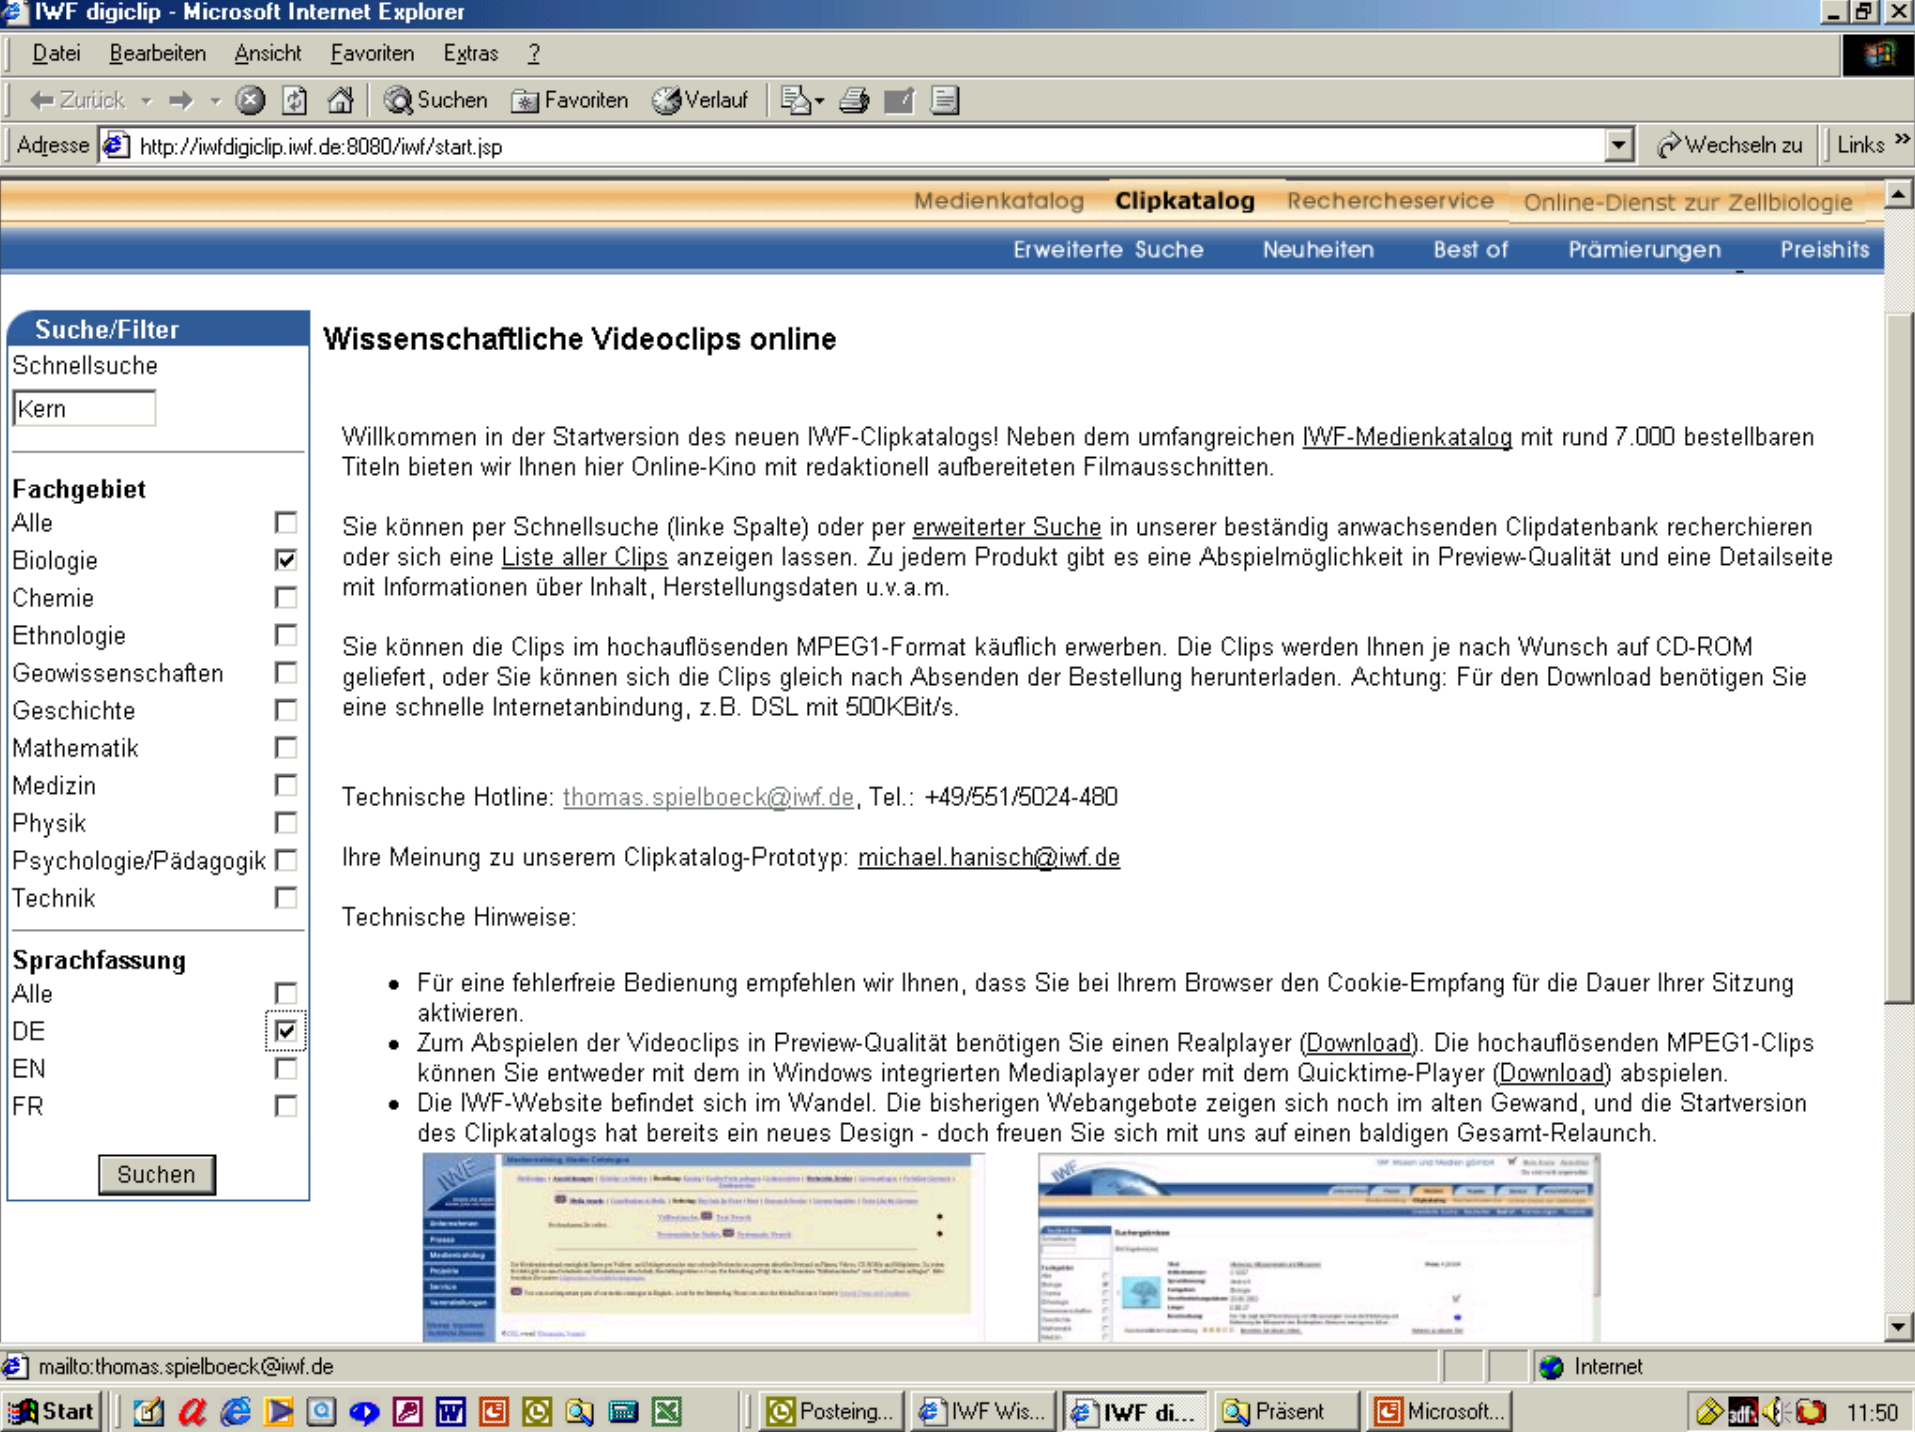 IWF digiclip - Microsoft Internet Explorer
Datei Bearbeiten Ansicht Favoriten Extras ?
Zurück Suchen Favoriten Verlauf
Adresse http://iwfdigiclip.iwf.de:8080/iwf/start.jsp Wechseln zu Links »
Medienkatalog Clipkatalog Rechercheservice Online-Dienst zur Zellbiologie
Erweiterte Suche Neuheiten Best of Prämierungen Preishits
Suche/Filter
Schnellsuche
Kern
Fachgebiet
Alle
Biologie
Chemie
Ethnologie
Geowissenschaften
Geschichte
Mathematik
Medizin
Physik
Psychologie/Pädagogik
Technik
Sprachfassung
Alle
DE
EN
FR
Suchen
Wissenschaftliche Videoclips online
Willkommen in der Startversion des neuen IWF-Clipkatalogs! Neben dem umfangreichen IWF-Medienkatalog mit rund 7.000 bestellbaren
Titeln bieten wir Ihnen hier Online-Kino mit redaktionell aufbereiteten Filmausschnitten.
Sie können per Schnellsuche (linke Spalte) oder per erweiterter Suche in unserer beständig anwachsenden Clipdatenbank recherchieren
oder sich eine Liste aller Clips anzeigen lassen. Zu jedem Produkt gibt es eine Abspielmöglichkeit in Preview-Qualität und eine Detailseite
mit Informationen über Inhalt, Herstellungsdaten u.v.a.m.
Sie können die Clips im hochauflösenden MPEG1-Format käuflich erwerben. Die Clips werden Ihnen je nach Wunsch auf CD-ROM
geliefert, oder Sie können sich die Clips gleich nach Absenden der Bestellung herunterladen. Achtung: Für den Download benötigen Sie
eine schnelle Internetanbindung, z.B. DSL mit 500KBit/s.
Technische Hotline: thomas.spielboeck@iwf.de, Tel.: +49/551/5024-480
Ihre Meinung zu unserem Clipkatalog-Prototyp: michael.hanisch@iwf.de
Technische Hinweise:
• Für eine fehlerfreie Bedienung empfehlen wir Ihnen, dass Sie bei Ihrem Browser den Cookie-Empfang für die Dauer Ihrer Sitzung
aktivieren.
• Zum Abspielen der Videoclips in Preview-Qualität benötigen Sie einen Realplayer (Download). Die hochauflösenden MPEG1-Clips
können Sie entweder mit dem in Windows integrierten Mediaplayer oder mit dem Quicktime-Player (Download) abspielen.
• Die IWF-Website befindet sich im Wandel. Die bisherigen Webangebote zeigen sich noch im alten Gewand, und die Startversion
des Clipkatalogs hat bereits ein neues Design - doch freuen Sie sich mit uns auf einen baldigen Gesamt-Relaunch.
IWF
Unternehmen
Presse
Medienkatalog
Projekte
Service
Veranstaltungen
IWF
Suchergebnisse
mailto:thomas.spielboeck@iwf.de Internet
Start Posteing... IWF Wis... IWF di... Präsent Microsoft... 11:50